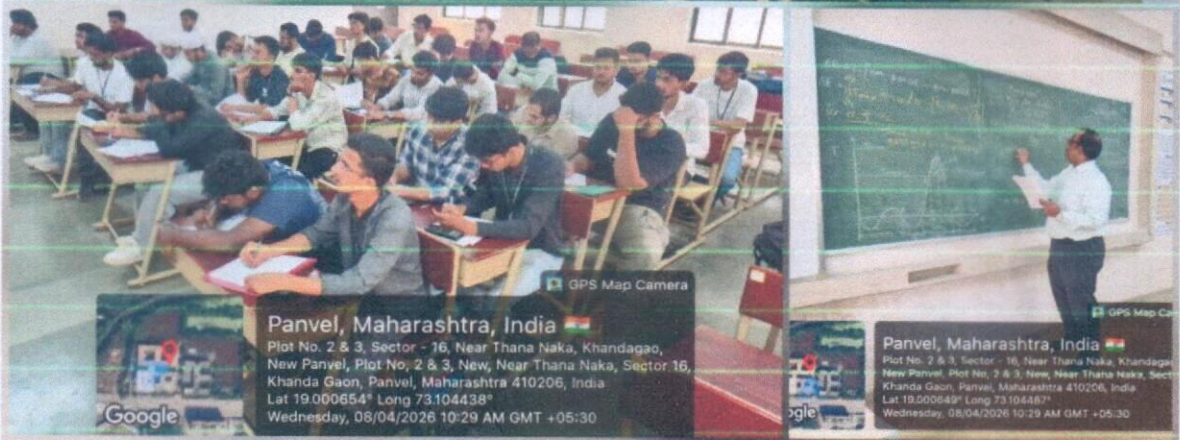 GPS Map Camera
Panvel, Maharashtra, India
Plot No. 2 & 3, Sector - 16, Near Thana Naka, Khandagao,
New Panvel, Plot No, 2 & 3, New, Near Thana Naka, Sector 16,
Khanda Gaon, Panvel, Maharashtra 410206, India
Lat 19.000654° Long 73.104438°
Wednesday, 08/04/2026 10:29 AM GMT +05:30
Google
GPS Map Ca
Panvel, Maharashtra, India
Plot No. 2 & 3, Sector - 16, Near Thana Naka, Khandagao
New Panvel, Plot No, 2 & 3, New, Near Thana Naka, Sect
Khanda Gaon, Panvel, Maharashtra 410206, India
Lat 19.000649° Long 73.104487°
Wednesday, 08/04/2026 10:29 AM GMT +05:30
ogle